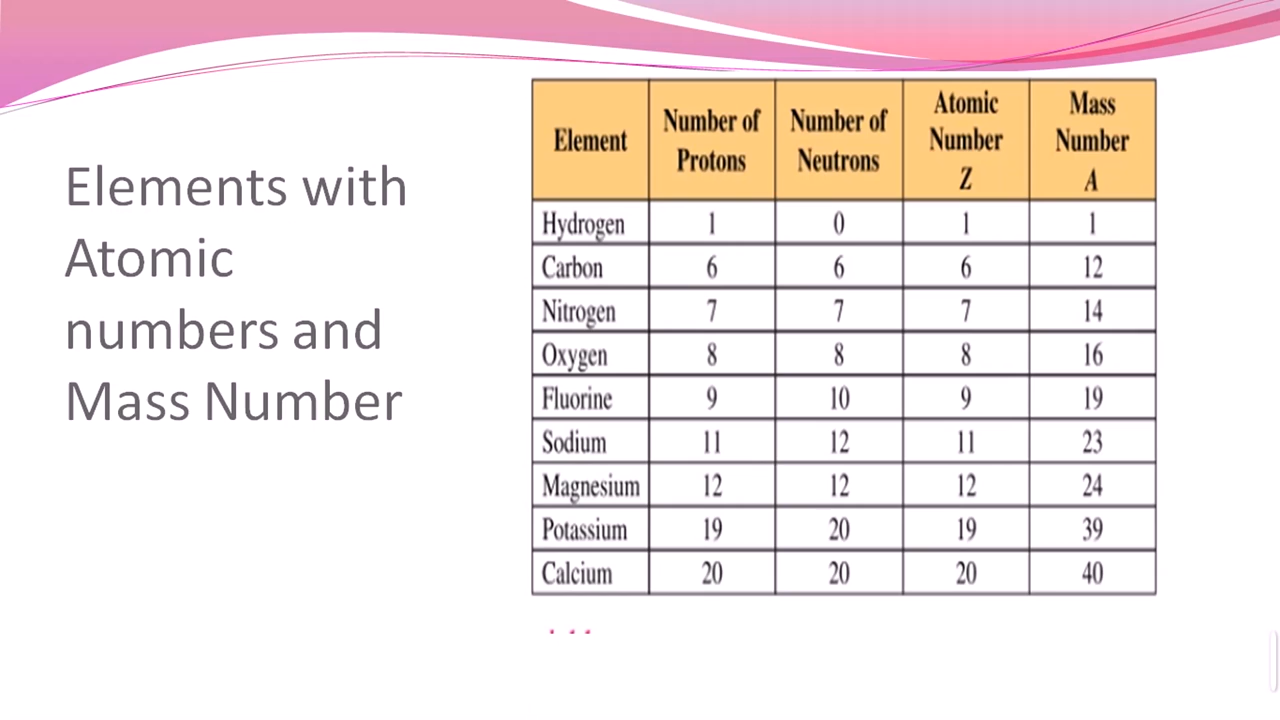 Elements with
Atomic
numbers and
Mass Number
Element Number of Protons Number of Neutrons Atomic Number Z Mass Number A
Hydrogen 1 0 1 1
Carbon 6 6 6 12
Nitrogen 7 7 7 14
Oxygen 8 8 8 16
Fluorine 9 10 9 19
Sodium 11 12 11 23
Magnesium 12 12 12 24
Potassium 19 20 19 39
Calcium 20 20 20 40